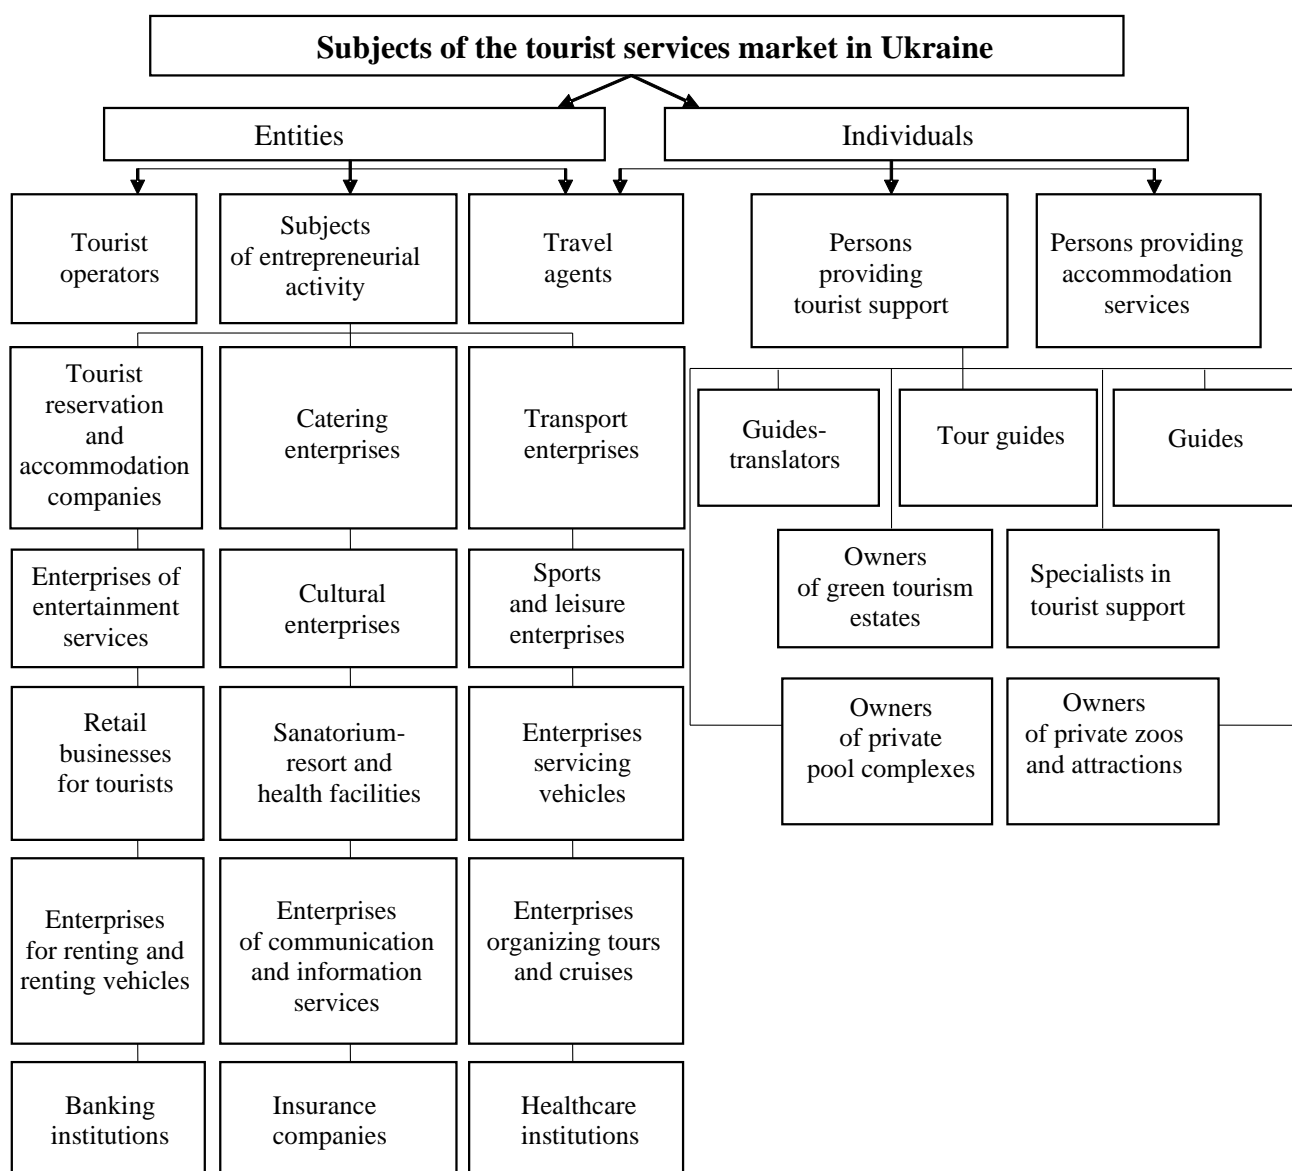 Subjects of the tourist services market in Ukraine
Entities
Individuals
Tourist
operators
Subjects
of entrepreneurial
activity
Travel
agents
Persons
providing
tourist support
Persons providing
accommodation
services
Tourist
reservation
and
accommodation
companies
Catering
enterprises
Transport
enterprises
Guides-
translators
Tour guides
Guides
Enterprises of
entertainment
services
Cultural
enterprises
Sports
and leisure
enterprises
Owners
of green tourism
estates
Specialists in
tourist support
Retail
businesses
for tourists
Sanatorium-
resort and
health facilities
Enterprises
servicing
vehicles
Owners
of private
pool complexes
Owners
of private zoos
and attractions
Enterprises
for renting and
renting vehicles
Enterprises
of communication
and information
services
Enterprises
organizing tours
and cruises
Banking
institutions
Insurance
companies
Healthcare
institutions